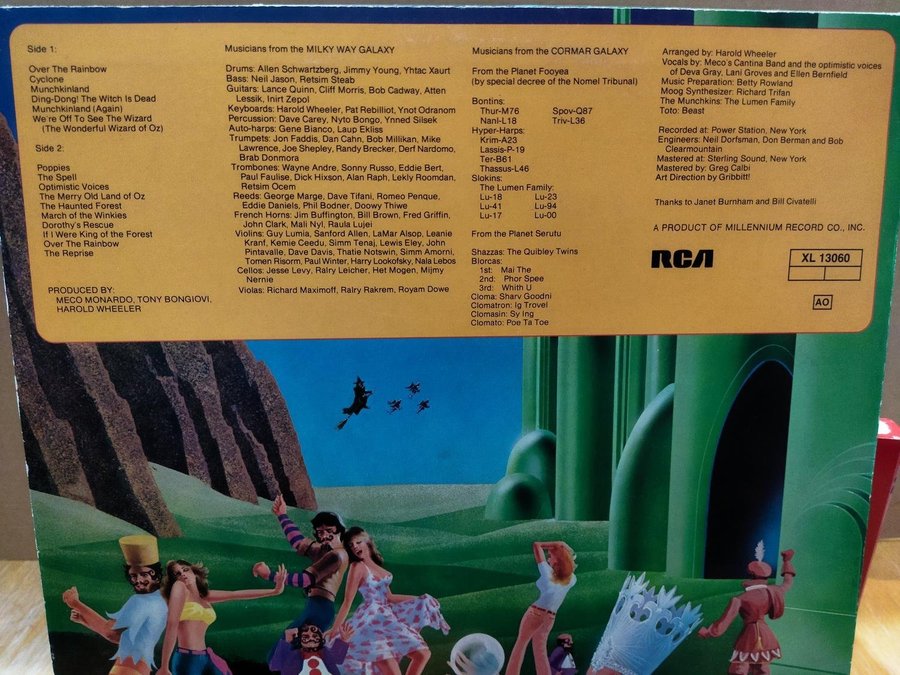 Side 1:
Over The Rainbow
Cyclone
Munchkinland
Ding-Dong! The Witch Is Dead
Munchkinland (Again)
We're Off To See The Wizard
(The Wonderful Wizard of Oz)
Side 2:
Poppies
The Spell
Optimistic Voices
The Merry Old Land of Oz
The Haunted Forest
March of the Winkies
Dorothy's Rescue
If I Were King of the Forest
Over The Rainbow
The Reprise
PRODUCED BY:
MECO MONARDO, TONY BONGIOVI,
HAROLD WHEELER
Musicians from the MILKY WAY GALAXY
Drums: Allen Schwartzberg, Jimmy Young, Yhtac Xaurt
Bass: Neil Jason, Retsim Steab
Guitars: Lance Quinn, Cliff Morris, Bob Cadway, Atten
Lessik, Inirt Zepol
Keyboards: Harold Wheeler, Pat Rebilliot, Ynot Odranom
Percussion: Dave Carey, Nyto Bongo, Ynned Silsek
Auto-harps: Gene Bianco, Laup Ekliss
Trumpets: Jon Faddis, Dan Cahn, Bob Millikan, Mike
Lawrence, Joe Shepley, Randy Brecker, Derf Nardomo,
Brab Donmora
Trombones: Wayne Andre, Sonny Russo, Eddie Bert,
Paul Faulise, Dick Hixson, Alan Raph, Lekly Roomdan,
Retsim Ocem
Reeds: George Marge, Dave Tifani, Romeo Penque,
Eddie Daniels, Phil Bodner, Doowy Thiwe
French Horns: Jim Buffington, Bill Brown, Fred Griffin,
John Clark, Mali Nyl, Raula Lujei
Violins: Guy Lumia, Sanford Allen, LaMar Alsop, Leanie
Kranf, Kemie Ceedu, Simm Tenaj, Lewis Eley, John
Pintavalle, Dave Davis, Thatie Notswin, Simm Amorni,
Tomen Risorm, Paul Winter, Harry Lookofsky, Nala Lebos
Cellos: Jesse Levy, Ralry Leicher, Het Mogen, Mijmy
Nernie
Violas: Richard Maximoff, Ralry Rakrem, Royam Dowe
Musicians from the CORMAR GALAXY
From the Planet Fooyea
(by special decree of the Nomel Tribunal)
Bontins:
Thur-M76 Spov-Q87
Nanl-L18 Triv-L36
Hyper-Harps:
Krim-A23
Lassis-P-19
Ter-B61
Thassus-L46
Slokins:
The Lumen Family:
Lu-18 Lu-23
Lu-41 Lu-94
Lu-17 Lu-00
From the Planet Serutu
Shazzas: The Quibley Twins
Blorcas:
1st: Mai The
2nd: Phor Spee
3rd: Whith U
Cloma: Sharv Goodni
Clomatron: Ig Trovel
Clomasin: Sy Ing
Clomato: Poe Ta Toe
Arranged by: Harold Wheeler
Vocals by: Meco's Cantina Band and the optimistic voices
of Deva Gray, Lani Groves and Ellen Bernfield
Music Preparation: Betty Rowland
Moog Synthesizer: Richard Trifan
The Munchkins: The Lumen Family
Toto: Beast
Recorded at: Power Station, New York
Engineers: Neil Dorfsman, Don Berman and Bob
Clearmountain
Mastered at: Sterling Sound, New York
Mastered by: Greg Calbi
Art Direction by Gribbitt!
Thanks to Janet Burnham and Bill Civatelli
A PRODUCT OF MILLENNIUM RECORD CO., INC.
RCA
XL 13060
AO